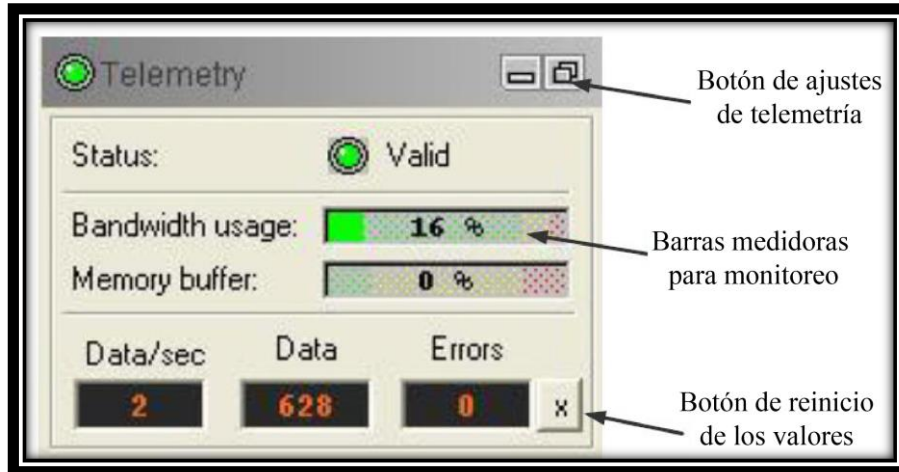 Telemetry
Botón de ajustes
de telemetría
Status: Valid
Bandwidth usage: 16 %
Memory buffer: 0 %
Barras medidoras
para monitoreo
Data/sec Data Errors
2 628 0 x
Botón de reinicio
de los valores